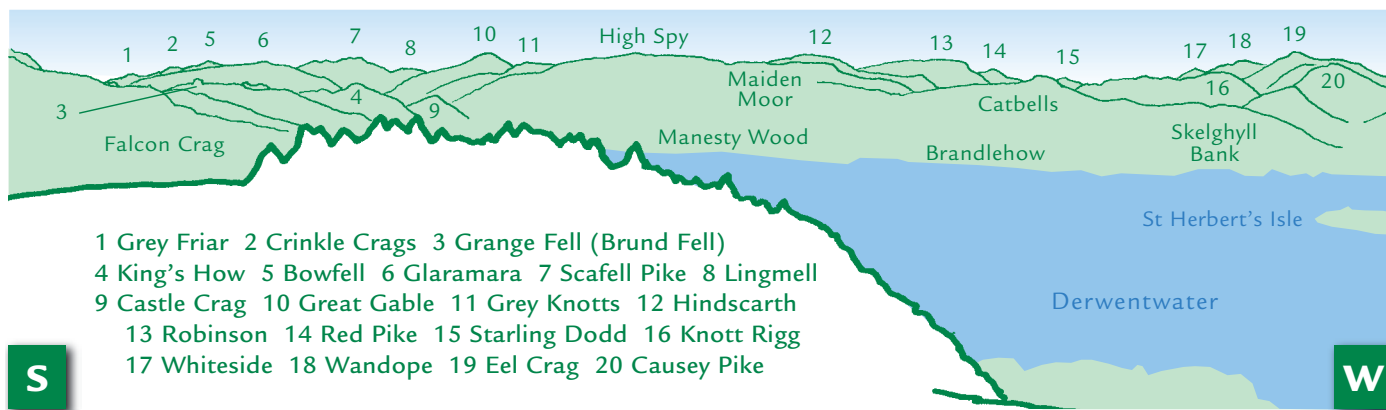 1
2
5
6
7
8
10
11
High Spy
12
13
14
15
17
18
19
3
4
9
Maiden
Moor
Catbells
16
20
Falcon Crag
Manesty Wood
Brandlehow
Skelghyll
Bank
St Herbert's Isle
Derwentwater
1 Grey Friar 2 Crinkle Crags 3 Grange Fell (Brund Fell)
4 King's How 5 Bowfell 6 Glaramara 7 Scafell Pike 8 Lingmell
9 Castle Crag 10 Great Gable 11 Grey Knotts 12 Hindscarth
13 Robinson 14 Red Pike 15 Starling Dodd 16 Knott Rigg
17 Whiteside 18 Wandope 19 Eel Crag 20 Causey Pike
S
W